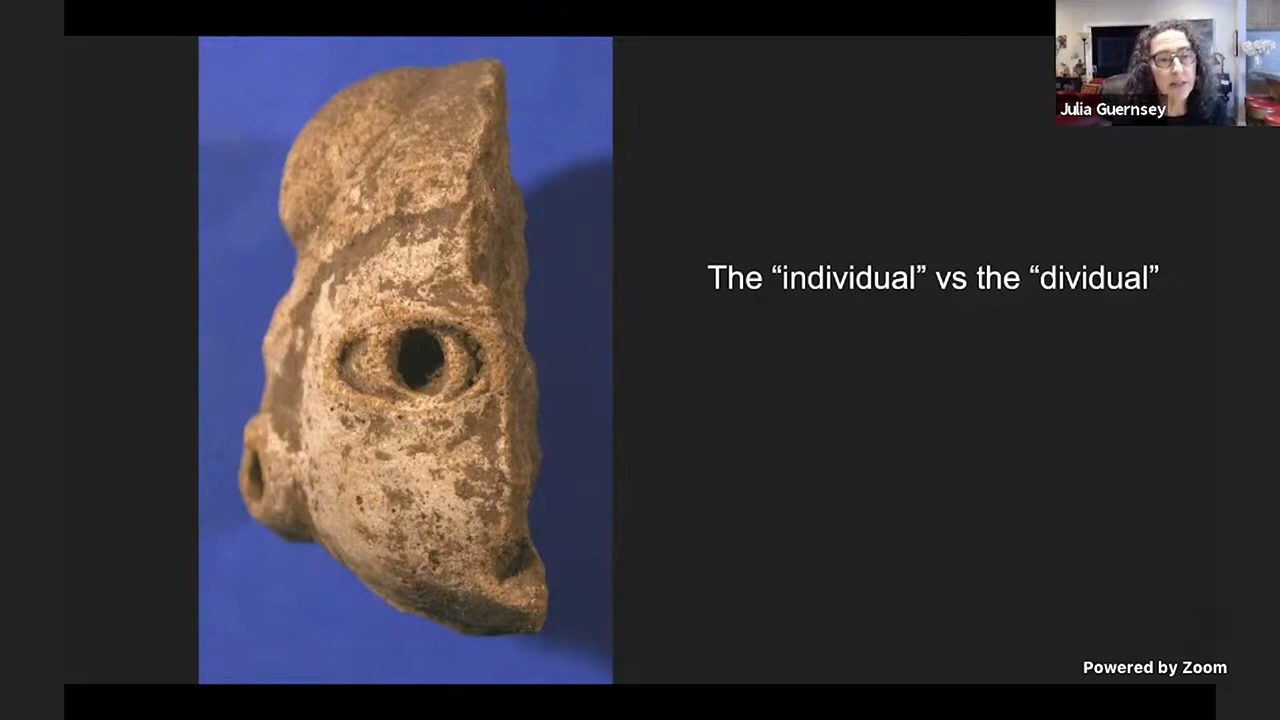 Julia Guernsey
The “individual” vs the “dividual”
Powered by Zoom